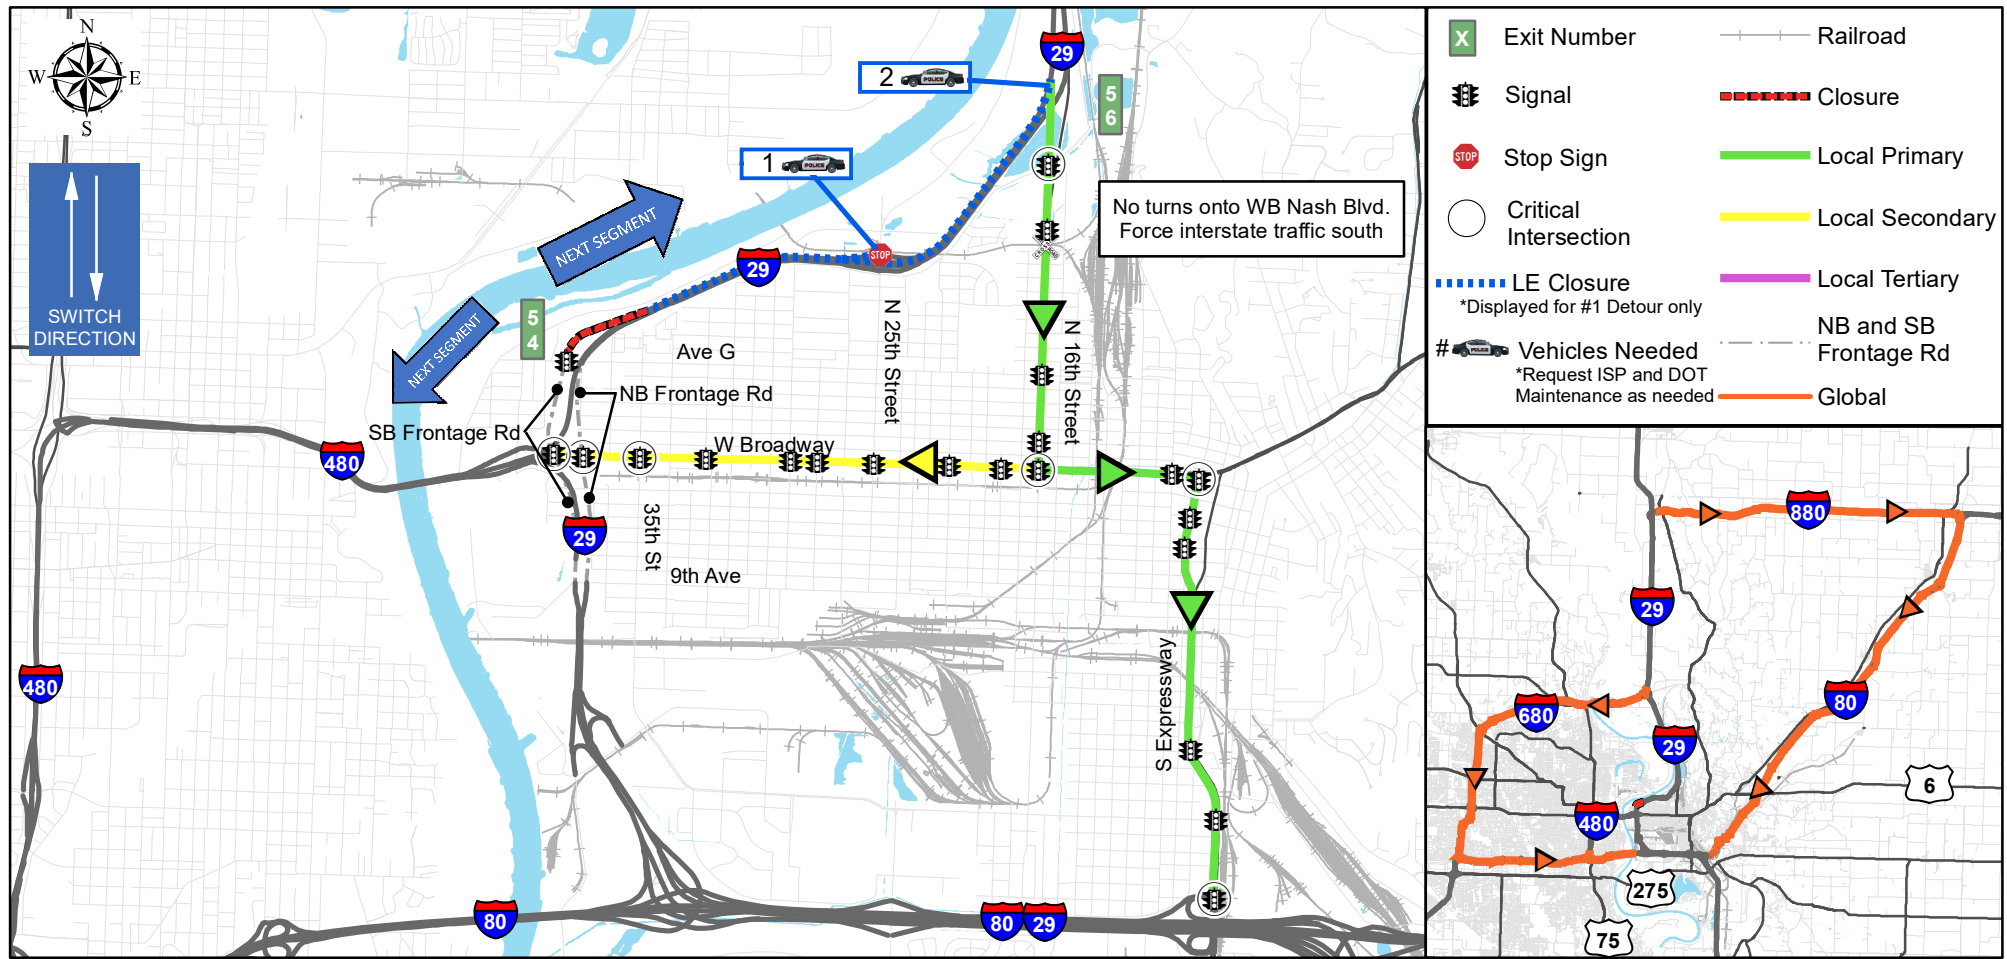 N
W
E
S
SWITCH
DIRECTION
2
POLICE
29
5
6
1
POLICE
NEXT SEGMENT
No turns onto WB Nash Blvd.
Force interstate traffic south
STOP
29
NEXT SEGMENT
5
4
N 25th Street
N 16th Street
Ave G
NB Frontage Rd
SB Frontage Rd
W Broadway
480
29
35th St
9th Ave
S Expressway
480
80
80
29
X
Exit Number
Signal
STOP
Stop Sign
Critical
Intersection
LE Closure
*Displayed for #1 Detour only
#
Vehicles Needed
*Request ISP and DOT
Maintenance as needed
Railroad
Closure
Local Primary
Local Secondary
Local Tertiary
NB and SB
Frontage Rd
Global
880
29
680
29
80
6
480
275
75